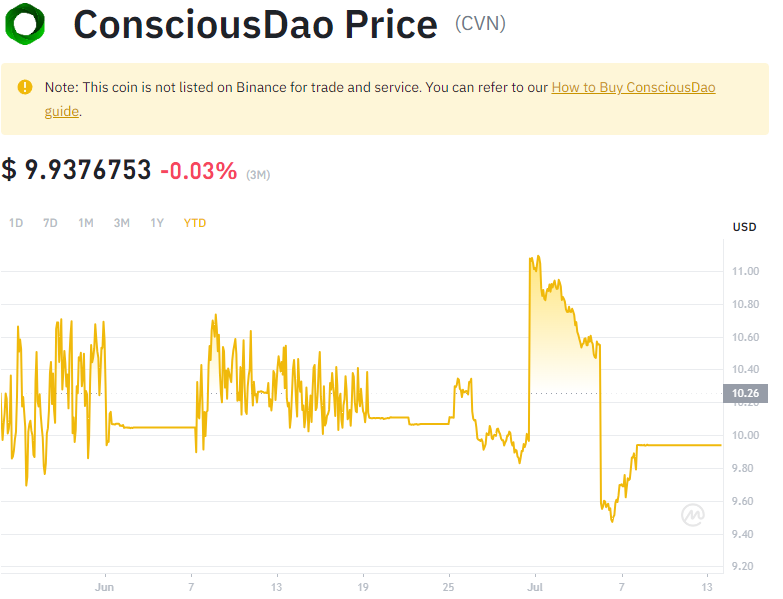 ConsciousDao Price (CVN)
Note: This coin is not listed on Binance for trade and service. You can refer to our How to Buy ConsciousDao
guide.
$ 9.9376753 -0.03% (3M)
1D 7D 1M 3M 1Y YTD
USD
11.00
10.80
10.60
10.40
10.26
10.20
10.00
9.80
9.60
9.40
9.20
Jun 7 13 19 25 Jul 7 13